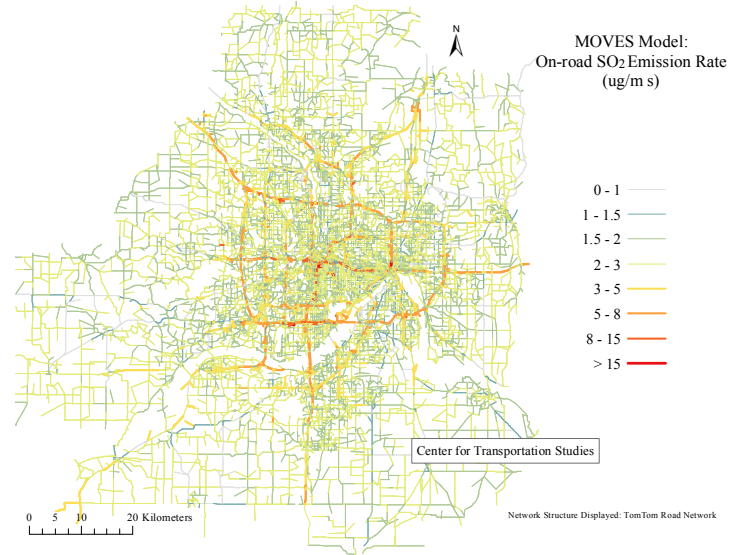 N
MOVES Model:
On-road SO2 Emission Rate
(ug/m s)
0 - 1
1 - 1.5
1.5 - 2
2 - 3
3 - 5
5 - 8
8 - 15
> 15
Center for Transportation Studies
0 5 10 20 Kilometers
Network Structure Displayed: TomTom Road Network